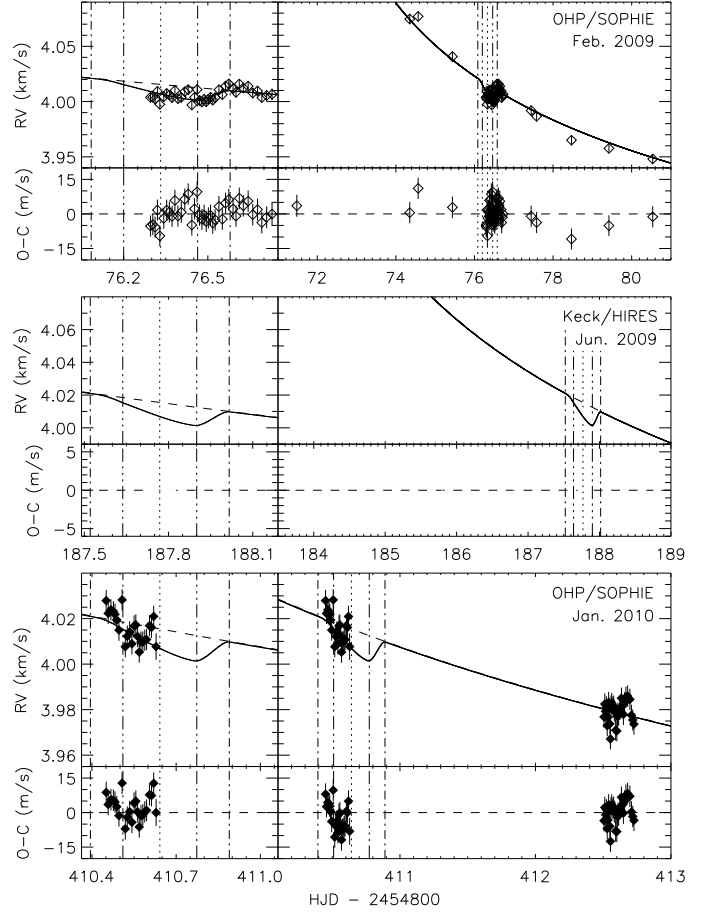 OHP/SOPHIE
Feb. 2009
RV (km/s)
4.05
4.00
3.95
O−C (m/s)
15
0
−15
76.2 76.5
72 74 76 78 80
Keck/HIRES
Jun. 2009
RV (km/s)
4.06
4.04
4.02
4.00
O−C (m/s)
5
0
−5
187.5 187.8 188.1
184 185 186 187 188 189
OHP/SOPHIE
Jan. 2010
RV (km/s)
4.02
4.00
3.98
3.96
O−C (m/s)
15
0
−15
410.4 410.7 411.0
411 412 413
HJD − 2454800